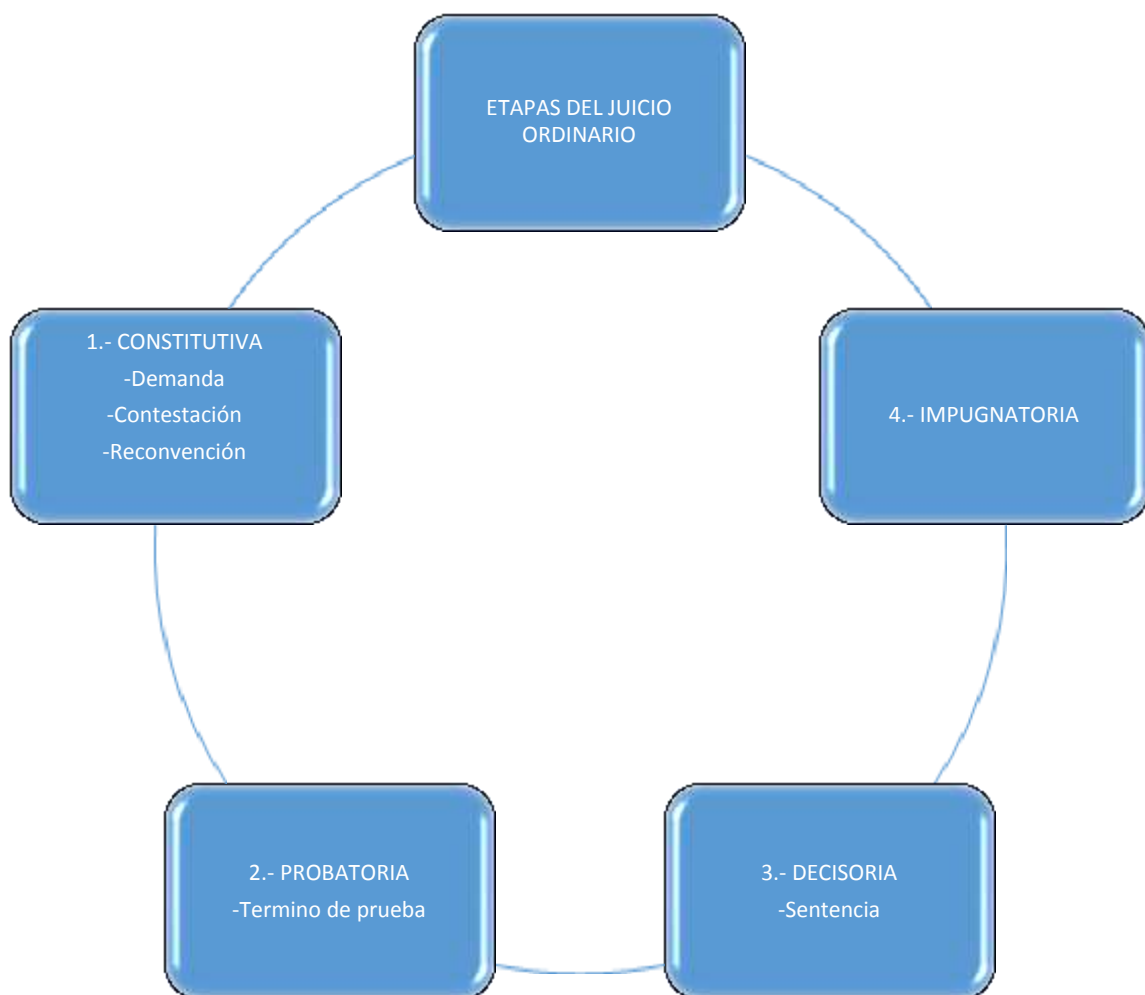 ETAPAS DEL JUICIO
ORDINARIO
1.- CONSTITUTIVA
-Demanda
-Contestación
-Reconvención
2.- PROBATORIA
-Termino de prueba
3.- DECISORIA
-Sentencia
4.- IMPUGNATORIA